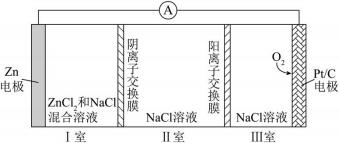 A
Zn
电极
ZnCl₂和NaCl
混合溶液
阴离子交换膜
NaCl溶液
阳离子交换膜
O₂
NaCl溶液
Pt/C
电极
Ⅰ室
Ⅱ室
Ⅲ室